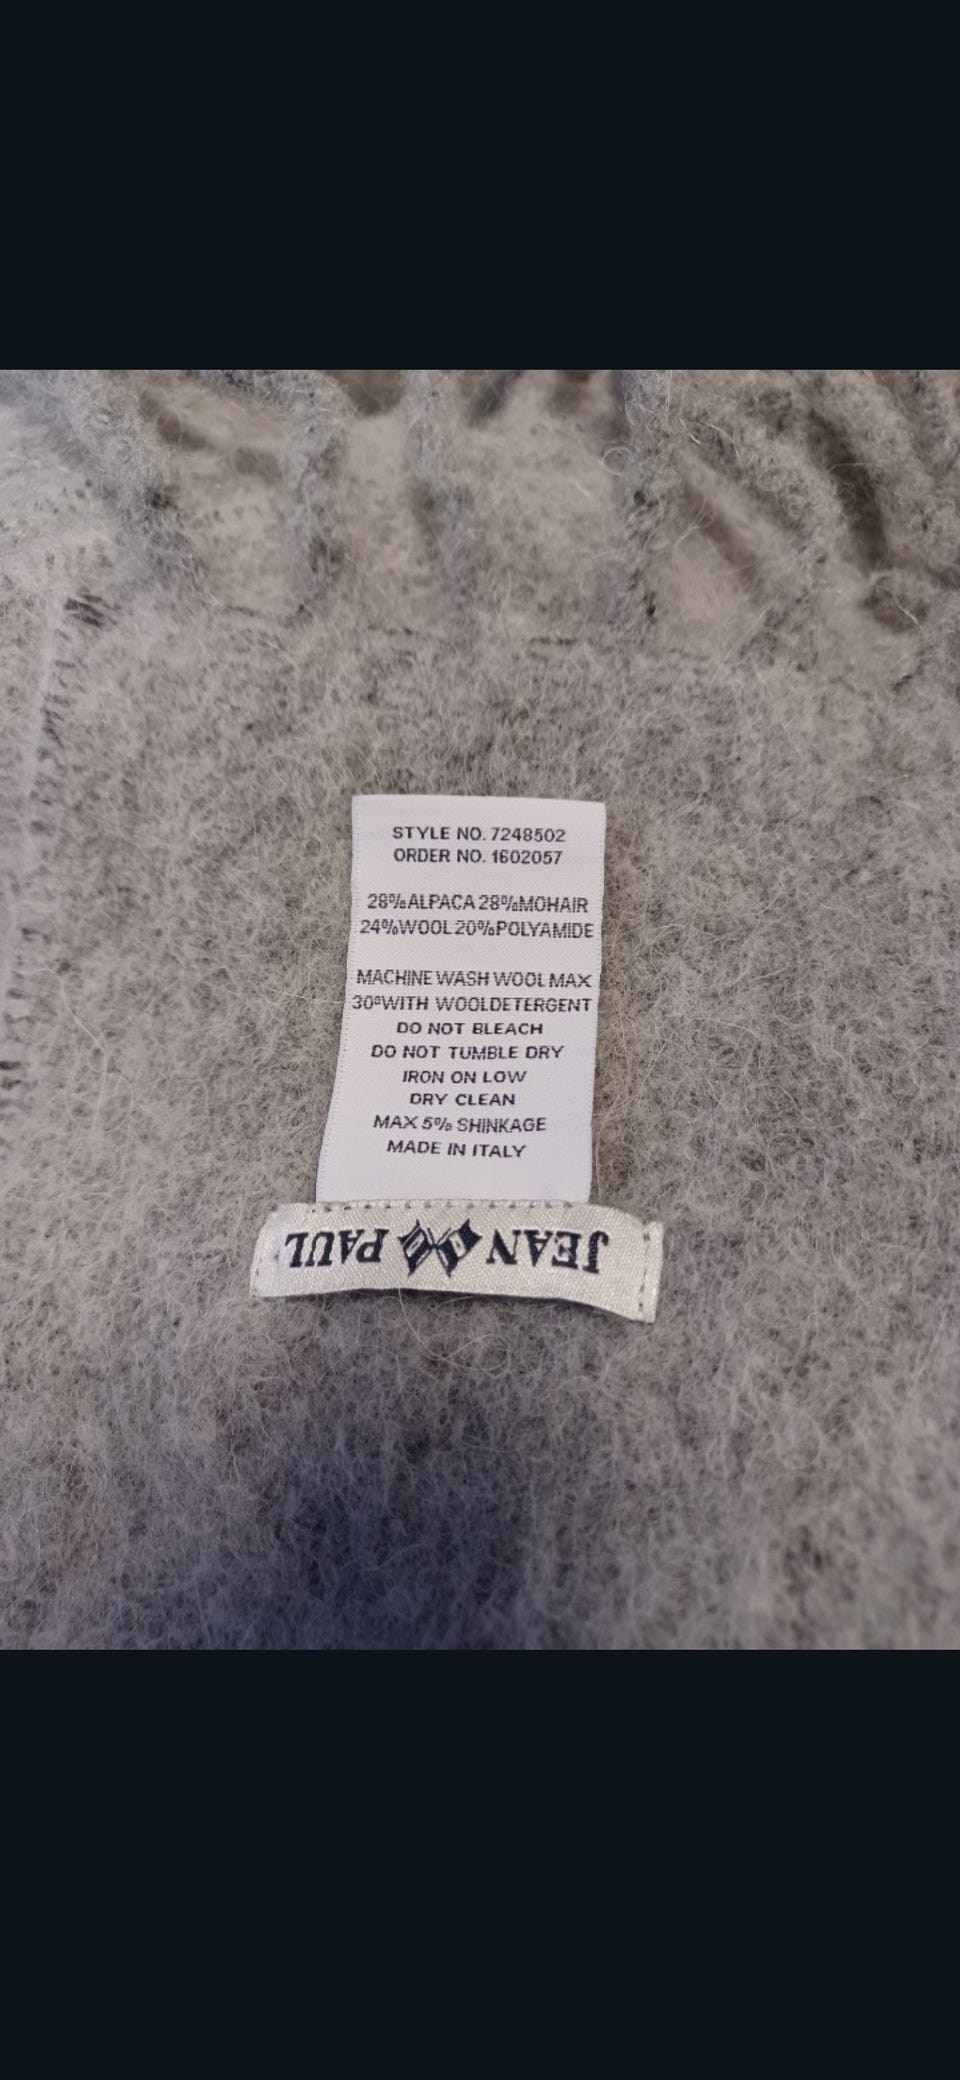 STYLE NO. 7248502
ORDER NO. 1602057
28%ALPACA 28%MOHAIR
24%WOOL 20%POLYAMIDE
MACHINE WASH WOOL MAX
30ºWITH WOOLDETERGENT
DO NOT BLEACH
DO NOT TUMBLE DRY
IRON ON LOW
DRY CLEAN
MAX 5% SHINKAGE
MADE IN ITALY
JEAN PAUL